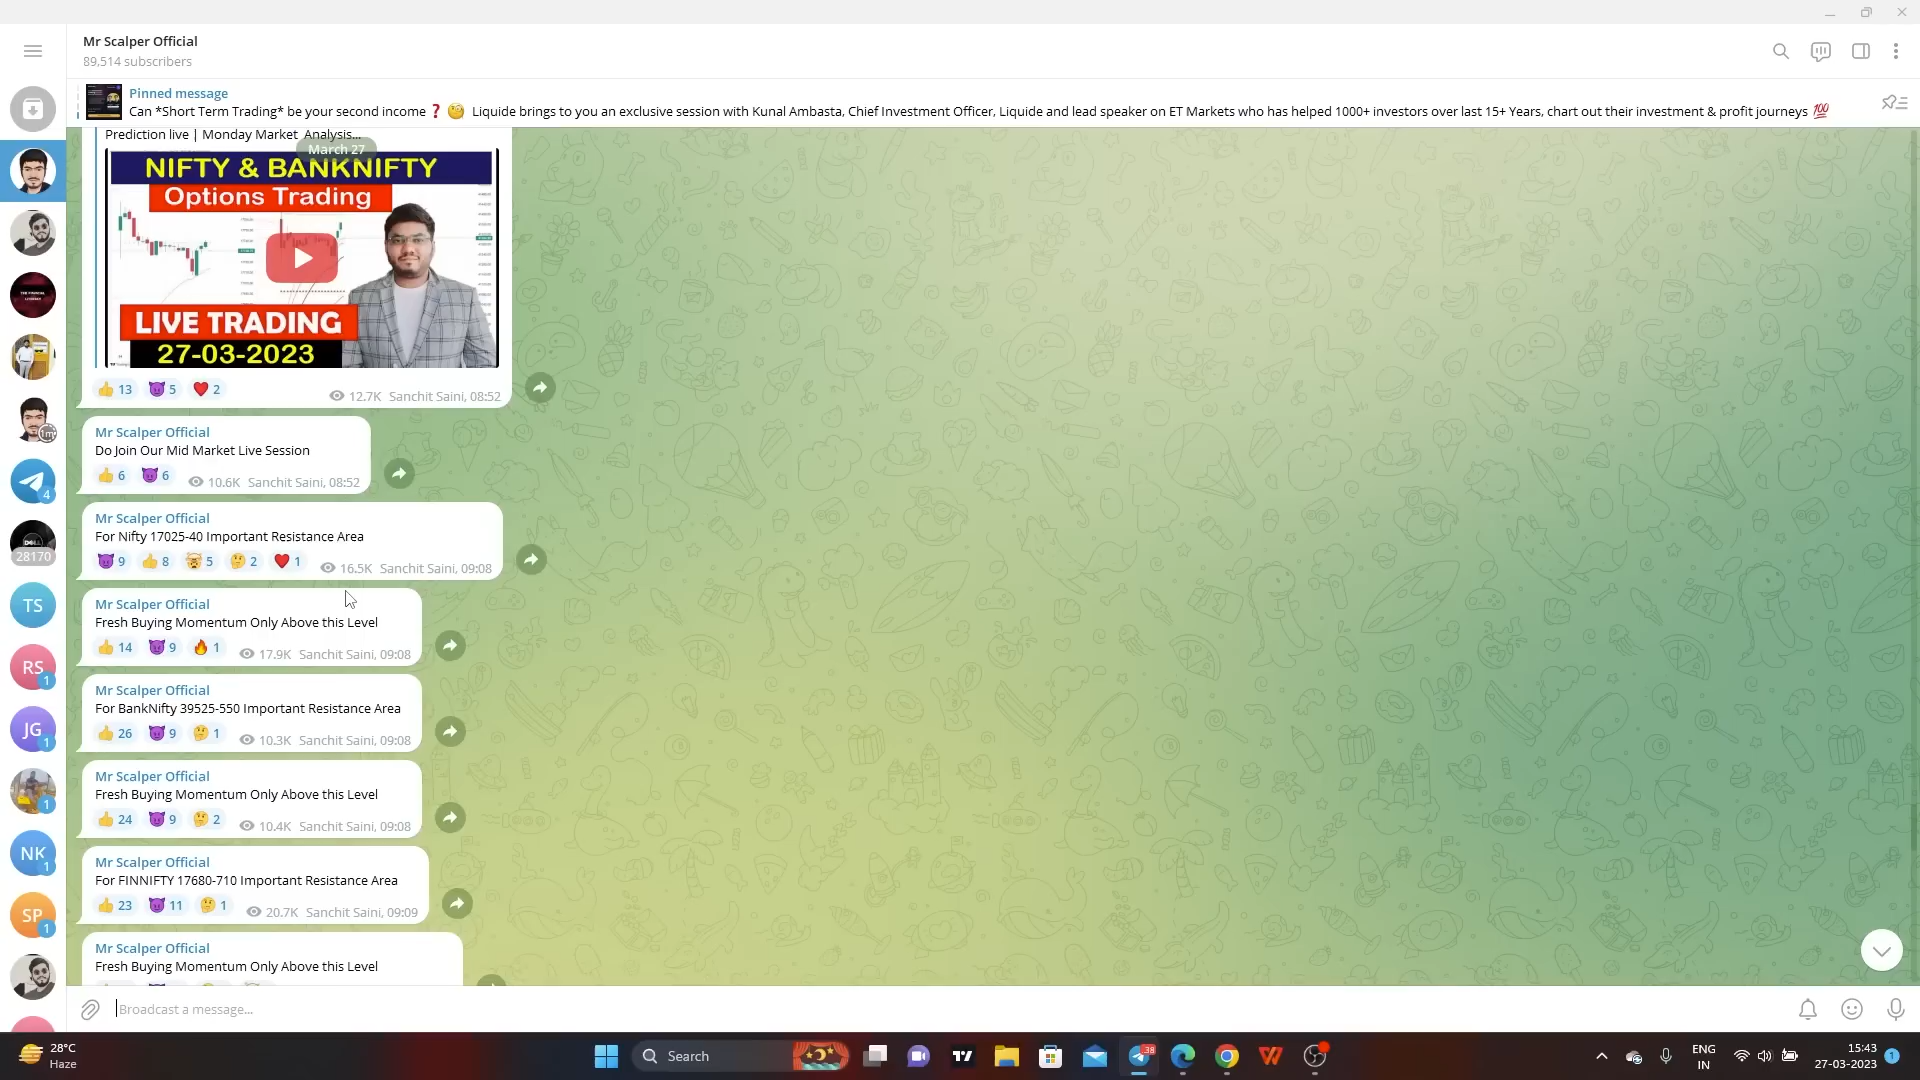 Mr Scalper Official
89,514 subscribers
Pinned message
Can *Short Term Trading* be your second income ❓ 🧐 Liquide brings to you an exclusive session with Kunal Ambasta, Chief Investment Officer, Liquide and lead speaker on ET Markets who has helped 1000+ investors over last 15+ Years, chart out their investment & profit journeys 💯
Prediction live | Monday Market Analysis...
March 27
NIFTY & BANKNIFTY
Options Trading
LIVE TRADING
27-03-2023
👍 13 😈 5 ❤️ 2 12.7K Sanchit Saini, 08:52
Mr Scalper Official
Do Join Our Mid Market Live Session
👍 6 😈 6 10.6K Sanchit Saini, 08:52
Mr Scalper Official
For Nifty 17025-40 Important Resistance Area
😈 9 👍 8 🤯 5 🤔 2 ❤️ 1 16.5K Sanchit Saini, 09:08
Mr Scalper Official
Fresh Buying Momentum Only Above this Level
👍 14 😈 9 🔥 1 17.9K Sanchit Saini, 09:08
Mr Scalper Official
For BankNifty 39525-550 Important Resistance Area
👍 26 😈 9 🤔 1 10.3K Sanchit Saini, 09:08
Mr Scalper Official
Fresh Buying Momentum Only Above this Level
👍 24 😈 9 🤔 2 10.4K Sanchit Saini, 09:08
Mr Scalper Official
For FINNIFTY 17680-710 Important Resistance Area
👍 23 😈 11 🤔 1 20.7K Sanchit Saini, 09:09
Mr Scalper Official
Fresh Buying Momentum Only Above this Level
Broadcast a message...
4
28170
TS
RS
1
JG
1
1
NK
1
SP
1
28°C
Haze
Search
38
ENG
IN
15:43
27-03-2023
1